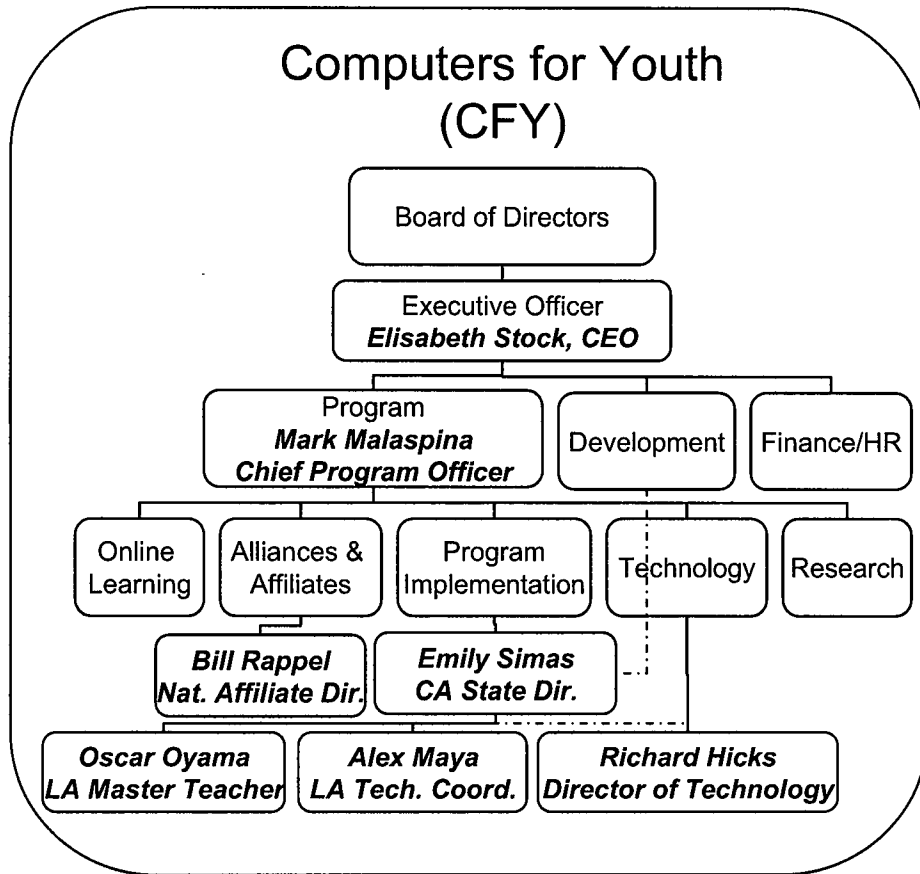 Computers for Youth
(CFY)
Board of Directors
Executive Officer
Elisabeth Stock, CEO
Program
Mark Malaspina
Chief Program Officer
Development
Finance/HR
Online
Learning
Alliances &
Affiliates
Program
Implementation
Technology
Research
Bill Rappel
Nat. Affiliate Dir.
Emily Simas
CA State Dir.
Oscar Oyama
LA Master Teacher
Alex Maya
LA Tech. Coord.
Richard Hicks
Director of Technology